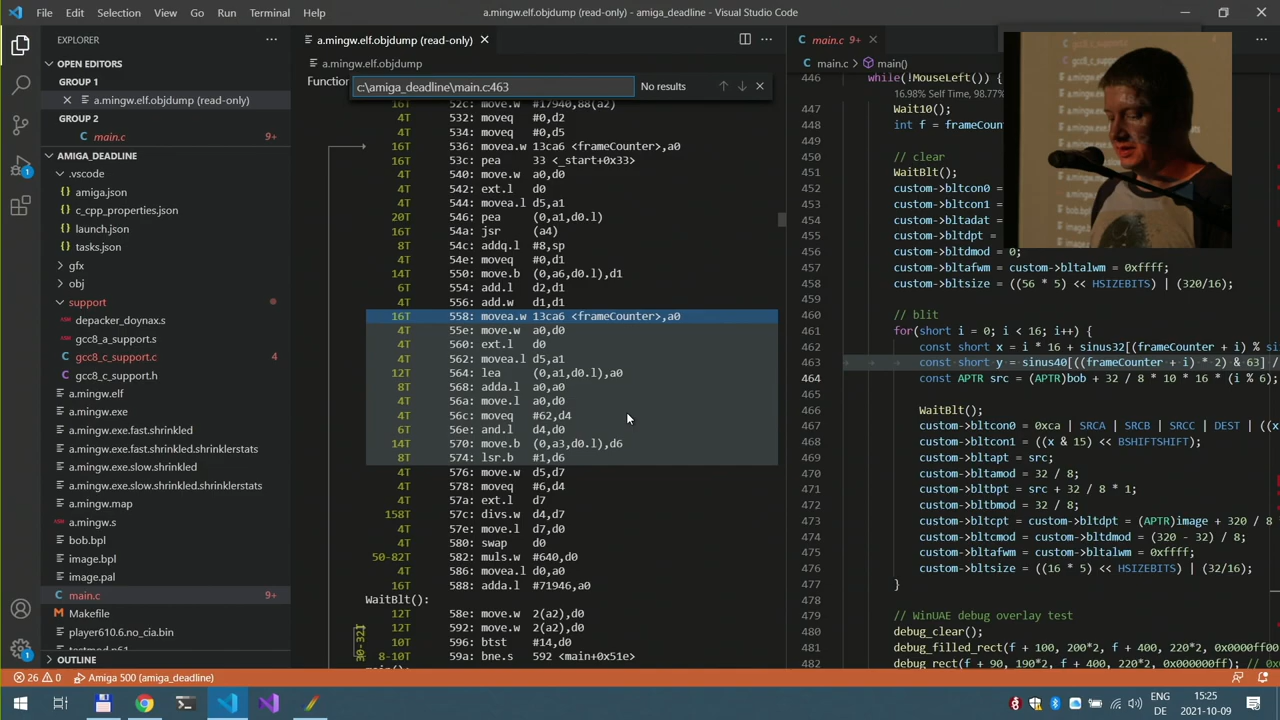 File Edit Selection View Go Run Terminal Help
a.mingw.elf.objdump (read-only) - amiga_deadline - Visual Studio Code
EXPLORER
OPEN EDITORS
GROUP 1
a.mingw.elf.objdump (read-only)
GROUP 2
main.c 9+
AMIGA_DEADLINE
.vscode
amiga.json
c_cpp_properties.json
launch.json
tasks.json
gfx
obj
support
depacker_doynax.s
gcc8_a_support.s
gcc8_c_support.c 4
gcc8_c_support.h
a.mingw.elf
a.mingw.exe
a.mingw.exe.fast.shrinkled
a.mingw.exe.fast.shrinkled.shrinklerstats
a.mingw.exe.slow.shrinkled
a.mingw.exe.slow.shrinkled.shrinklerstats
a.mingw.map
a.mingw.s
bob.bpl
image.bpl
image.pal
main.c 9+
Makefile
player610.6.no_cia.bin
testmod.p61
OUTLINE
a.mingw.elf.objdump (read-only)
a.mingw.elf.objdump
Function
c:\amiga_deadline\main.c:463
No results
16T 52c: move.w #17940,88(a2)
4T 532: moveq #0,d2
4T 534: moveq #0,d5
16T 536: movea.w 13ca6 <frameCounter>,a0
16T 53c: pea 33 <_start+0x33>
4T 540: move.w a0,d0
4T 542: ext.l d0
4T 544: movea.l d5,a1
20T 546: pea (0,a1,d0.l)
16T 54a: jsr (a4)
8T 54c: addq.l #8,sp
4T 54e: moveq #0,d1
14T 550: move.b (0,a6,d0.l),d1
6T 554: add.l d2,d1
4T 556: add.w d1,d1
16T 558: movea.w 13ca6 <frameCounter>,a0
4T 55e: move.w a0,d0
4T 560: ext.l d0
4T 562: movea.l d5,a1
12T 564: lea (0,a1,d0.l),a0
8T 568: adda.l a0,a0
4T 56a: move.l a0,d0
4T 56c: moveq #62,d4
6T 56e: and.l d4,d0
14T 570: move.b (0,a3,d0.l),d6
8T 574: lsr.b #1,d6
4T 576: move.w d5,d7
4T 578: moveq #6,d4
4T 57a: ext.l d7
158T 57c: divs.w d4,d7
4T 57e: move.l d7,d0
4T 580: swap d0
50-82T 582: muls.w #640,d0
4T 586: movea.l d0,a0
16T 588: adda.l #71946,a0
WaitBlt():
12T 58e: move.w 2(a2),d0
12T 592: move.w 2(a2),d0
10T 596: btst #14,d0
8-10T 59a: bne.s 592 <main+0x51e>
30-32T
main.c 9+
main.c > main()
446 while(!MouseLeft()) {
16.98% Self Time, 98.77%
447 Wait10();
448 int f = frameCoun
450 // clear
451 WaitBlt();
452 custom->bltcon0 =
453 custom->bltcon1 =
454 custom->bltadat =
455 custom->bltdpt =
456 custom->bltdmod = 0;
457 custom->bltafwm = custom->bltalwm = 0xffff;
458 custom->bltsize = ((56 * 5) << HSIZEBITS) | (320/16);
459
460 // blit
461 for(short i = 0; i < 16; i++) {
462 const short x = i * 16 + sinus32[(frameCounter + i) % si
463 const short y = sinus40[((frameCounter + i) * 2) & 63] /
464 const APTR src = (APTR)bob + 32 / 8 * 10 * 16 * (i % 6);
466 WaitBlt();
467 custom->bltcon0 = 0xca | SRCA | SRCB | SRCC | DEST | ((x
468 custom->bltcon1 = ((x & 15) << BSHIFTSHIFT);
469 custom->bltapt = src;
470 custom->bltamod = 32 / 8;
471 custom->bltbpt = src + 32 / 8 * 1;
472 custom->bltbmod = 32 / 8;
473 custom->bltcpt = custom->bltdpt = (APTR)image + 320 / 8
474 custom->bltcmod = custom->bltdmod = (320 - 32) / 8;
475 custom->bltafwm = custom->bltalwm = 0xffff;
476 custom->bltsize = ((16 * 5) << HSIZEBITS) | (32/16);
477 }
478
479 // WinUAE debug overlay test
480 debug_clear();
481 debug_filled_rect(f + 100, 200*2, f + 400, 220*2, 0x0000ff00
482 debug_rect(f + 90, 190*2, f + 400, 220*2, 0x000000ff); // 0x
26 0 Amiga 500 (amiga_deadline)
ENG
DE
15:25
2021-10-09